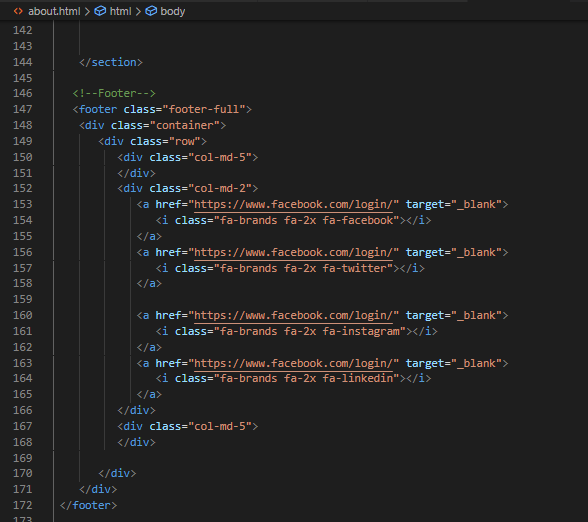 about.html > html > body
142
143
144 </section>
145
146 <!--Footer-->
147 <footer class="footer-full">
148 <div class="container">
149 <div class="row">
150 <div class="col-md-5">
151 </div>
152 <div class="col-md-2">
153 <a href="https://www.facebook.com/login/" target="_blank">
154 <i class="fa-brands fa-2x fa-facebook"></i>
155 </a>
156 <a href="https://www.facebook.com/login/" target="_blank">
157 <i class="fa-brands fa-2x fa-twitter"></i>
158 </a>
159
160 <a href="https://www.facebook.com/login/" target="_blank">
161 <i class="fa-brands fa-2x fa-instagram"></i>
162 </a>
163 <a href="https://www.facebook.com/login/" target="_blank">
164 <i class="fa-brands fa-2x fa-linkedin"></i>
165 </a>
166 </div>
167 <div class="col-md-5">
168 </div>
169
170 </div>
171 </div>
172 </footer>
173